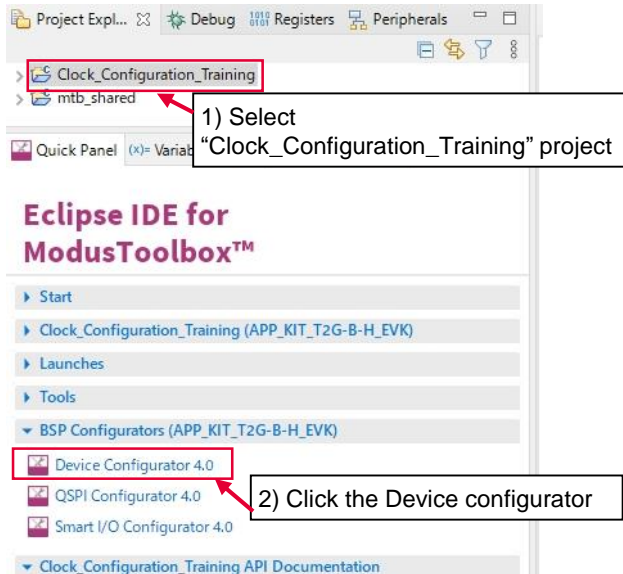 Project Expl... Debug Registers Peripherals
Clock_Configuration_Training
mtb_shared
1) Select
“Clock_Configuration_Training” project
Quick Panel (x)= Variab
Eclipse IDE for
ModusToolbox™
Start
Clock_Configuration_Training (APP_KIT_T2G-B-H_EVK)
Launches
Tools
BSP Configurators (APP_KIT_T2G-B-H_EVK)
Device Configurator 4.0
2) Click the Device configurator
QSPI Configurator 4.0
Smart I/O Configurator 4.0
Clock_Configuration_Training API Documentation